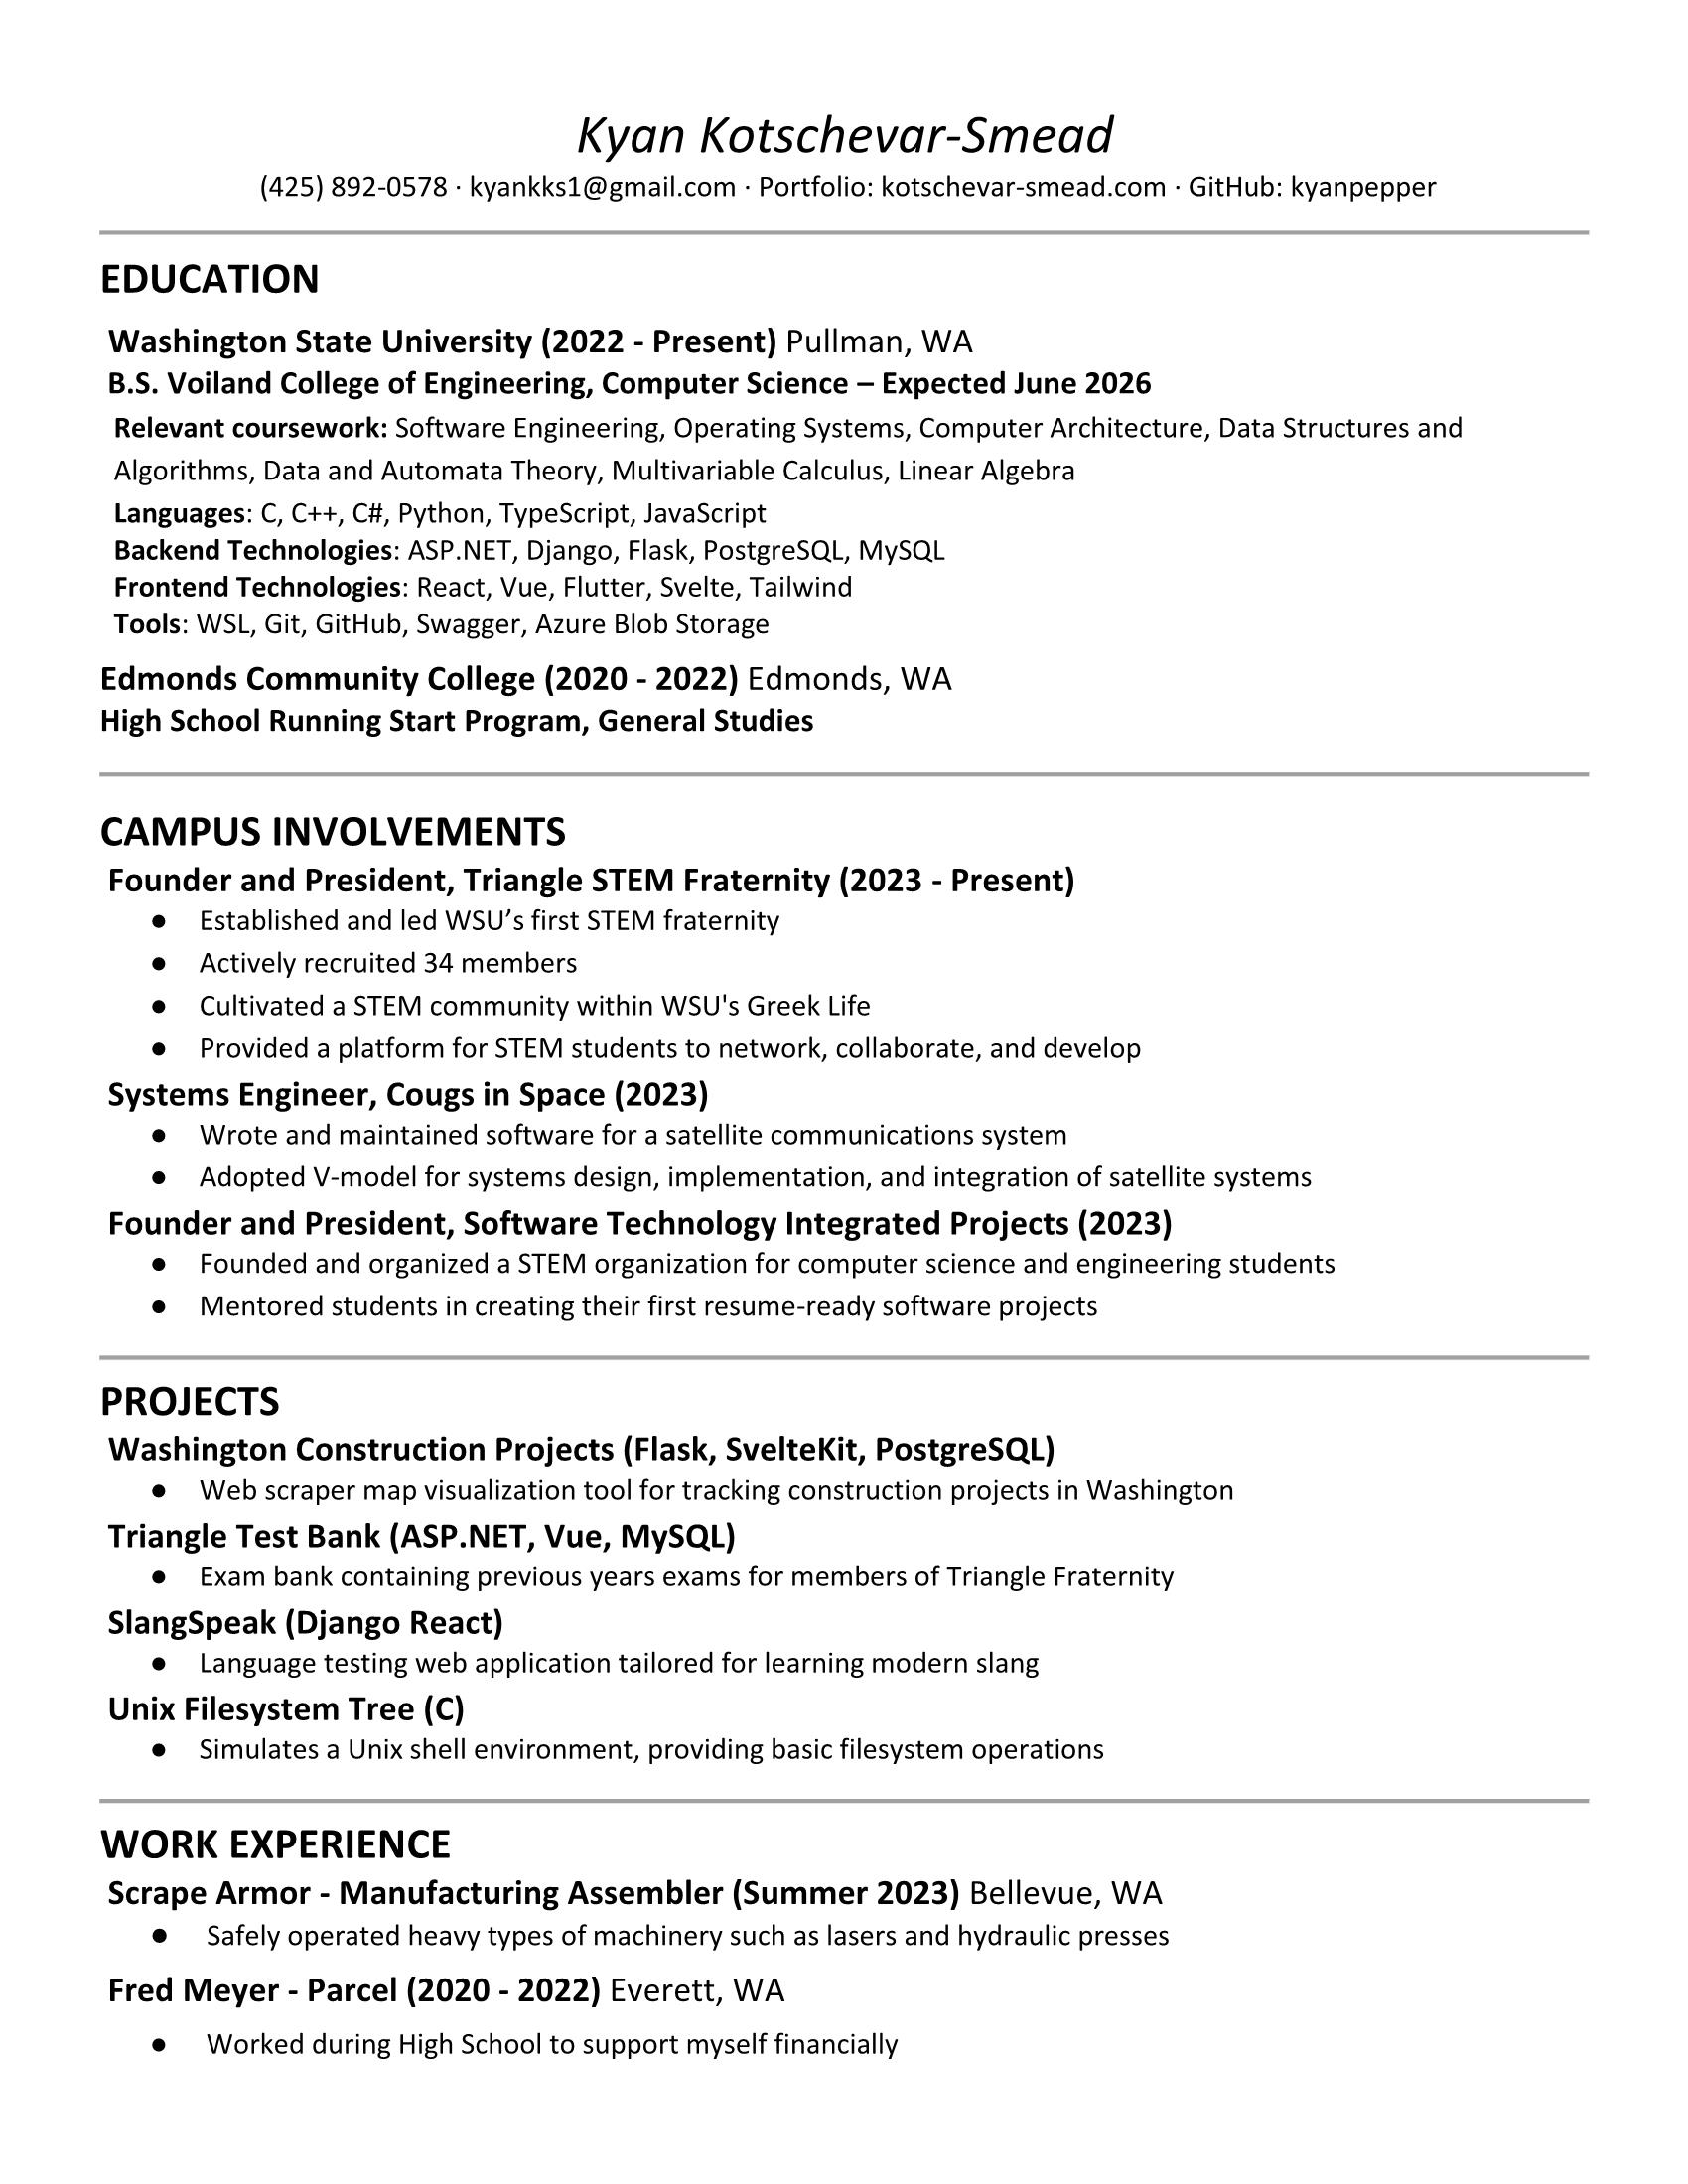 Kyan Kotschevar-Smead
(425) 892-0578 · kyankks1@gmail.com · Portfolio: kotschevar-smead.com · GitHub: kyanpepper
EDUCATION
Washington State University (2022 - Present) Pullman, WA
B.S. Voiland College of Engineering, Computer Science – Expected June 2026
Relevant coursework: Software Engineering, Operating Systems, Computer Architecture, Data Structures and
Algorithms, Data and Automata Theory, Multivariable Calculus, Linear Algebra
Languages: C, C++, C#, Python, TypeScript, JavaScript
Backend Technologies: ASP.NET, Django, Flask, PostgreSQL, MySQL
Frontend Technologies: React, Vue, Flutter, Svelte, Tailwind
Tools: WSL, Git, GitHub, Swagger, Azure Blob Storage
Edmonds Community College (2020 - 2022) Edmonds, WA
High School Running Start Program, General Studies
CAMPUS INVOLVEMENTS
Founder and President, Triangle STEM Fraternity (2023 - Present)
● Established and led WSU’s first STEM fraternity
● Actively recruited 34 members
● Cultivated a STEM community within WSU's Greek Life
● Provided a platform for STEM students to network, collaborate, and develop
Systems Engineer, Cougs in Space (2023)
● Wrote and maintained software for a satellite communications system
● Adopted V-model for systems design, implementation, and integration of satellite systems
Founder and President, Software Technology Integrated Projects (2023)
● Founded and organized a STEM organization for computer science and engineering students
● Mentored students in creating their first resume-ready software projects
PROJECTS
Washington Construction Projects (Flask, SvelteKit, PostgreSQL)
● Web scraper map visualization tool for tracking construction projects in Washington
Triangle Test Bank (ASP.NET, Vue, MySQL)
● Exam bank containing previous years exams for members of Triangle Fraternity
SlangSpeak (Django React)
● Language testing web application tailored for learning modern slang
Unix Filesystem Tree (C)
● Simulates a Unix shell environment, providing basic filesystem operations
WORK EXPERIENCE
Scrape Armor - Manufacturing Assembler (Summer 2023) Bellevue, WA
● Safely operated heavy types of machinery such as lasers and hydraulic presses
Fred Meyer - Parcel (2020 - 2022) Everett, WA
● Worked during High School to support myself financially